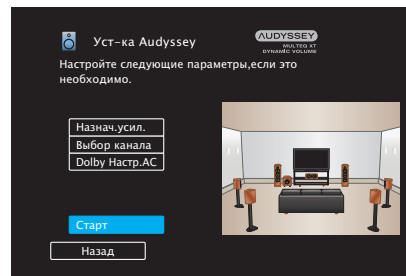 Уст-ка Audyssey
AUDYSSEY
MULTEQ XT
DYNAMIC VOLUME
Настройте следующие параметры,если это
необходимо.
Назнач.усил.
Выбор канала
Dolby Настр.АС
Старт
Назад